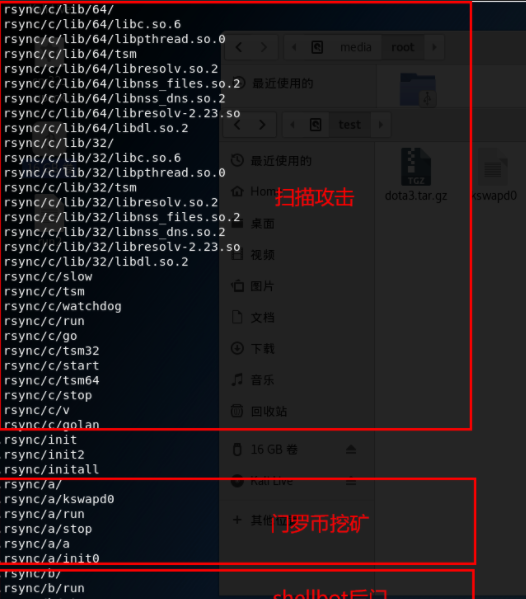 rsync/c/lib/64/
rsync/c/lib/64/libc.so.6
rsync/c/lib/64/libpthread.so.0
rsync/c/lib/64/tsm
rsync/c/lib/64/libresolv.so.2
rsync/c/lib/64/libnss_files.so.2
rsync/c/lib/64/libnss_dns.so.2
rsync/c/lib/64/libresolv-2.23.so
rsync/c/lib/64/libdl.so.2
rsync/c/lib/32/
rsync/c/lib/32/libc.so.6
rsync/c/lib/32/libpthread.so.0
rsync/c/lib/32/tsm
rsync/c/lib/32/libresolv.so.2
rsync/c/lib/32/libnss_files.so.2
rsync/c/lib/32/libnss_dns.so.2
rsync/c/lib/32/libresolv-2.23.so
rsync/c/lib/32/libdl.so.2
rsync/c/slow
rsync/c/tsm
rsync/c/watchdog
rsync/c/run
rsync/c/go
rsync/c/tsm32
rsync/c/start
rsync/c/tsm64
rsync/c/stop
rsync/c/v
rsync/c/golan
.rsync/init
.rsync/init2
.rsync/initall
.rsync/a/
.rsync/a/kswapd0
.rsync/a/run
.rsync/a/stop
.rsync/a/a
.rsync/a/init0
.rsync/b/
.rsync/b/run
media
root
最近使用的
test
最近使用的
桌面
视频
图片
文档
下载
音乐
回收站
16 GB 卷
Kali Live
dota3.tar.gz
kswapd0
扫描攻击
门罗币挖矿
shellbot后门